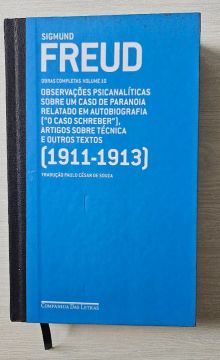 SIGMUND
FREUD
OBRAS COMPLETAS VOLUME 10
OBSERVAÇÕES PSICANALÍTICAS
SOBRE UM CASO DE PARANOIA
RELATADO EM AUTOBIOGRAFIA
("O CASO SCHREBER"),
ARTIGOS SOBRE TÉCNICA
E OUTROS TEXTOS
(1911-1913)
TRADUÇÃO PAULO CÉSAR DE SOUZA
COMPANHIA DAS LETRAS